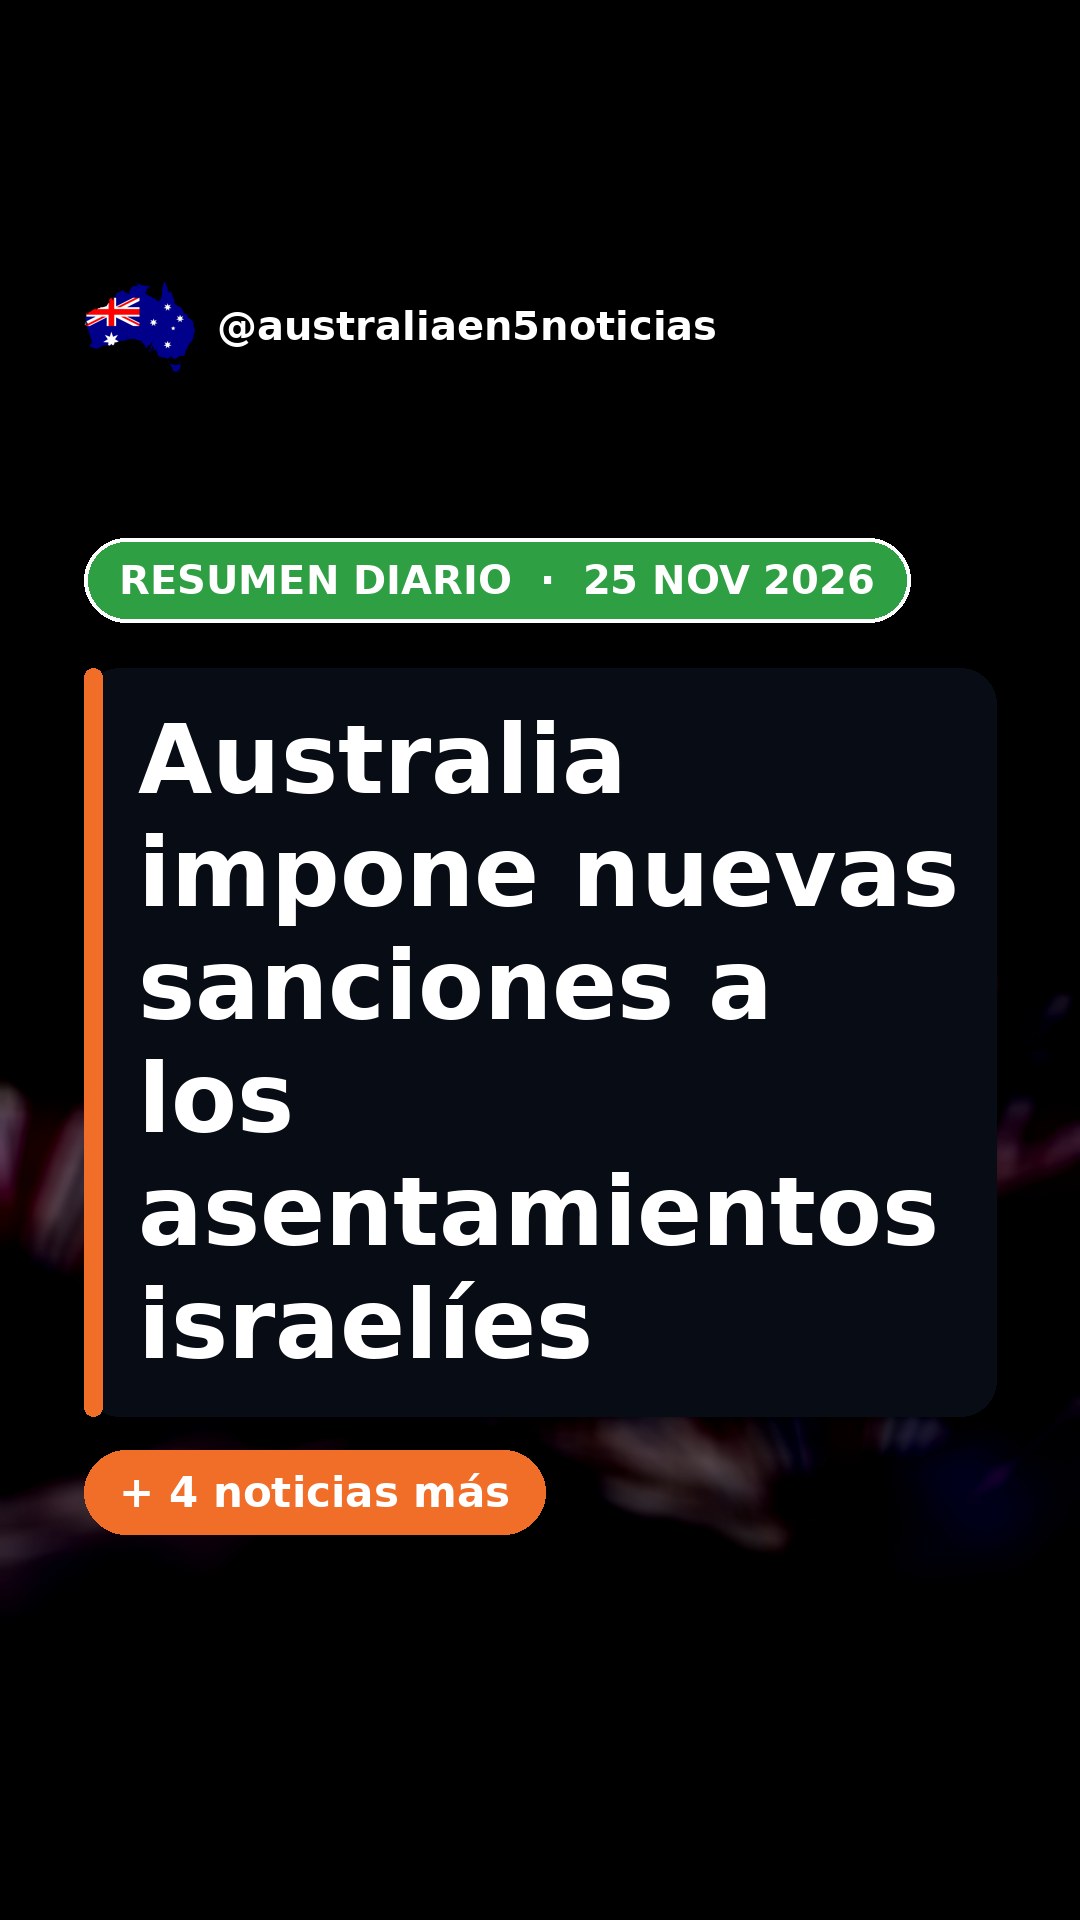 @australiaen5noticias
RESUMEN DIARIO · 25 NOV 2026
Australia
impone nuevas
sanciones a
los
asentamientos
israelíes
+ 4 noticias más